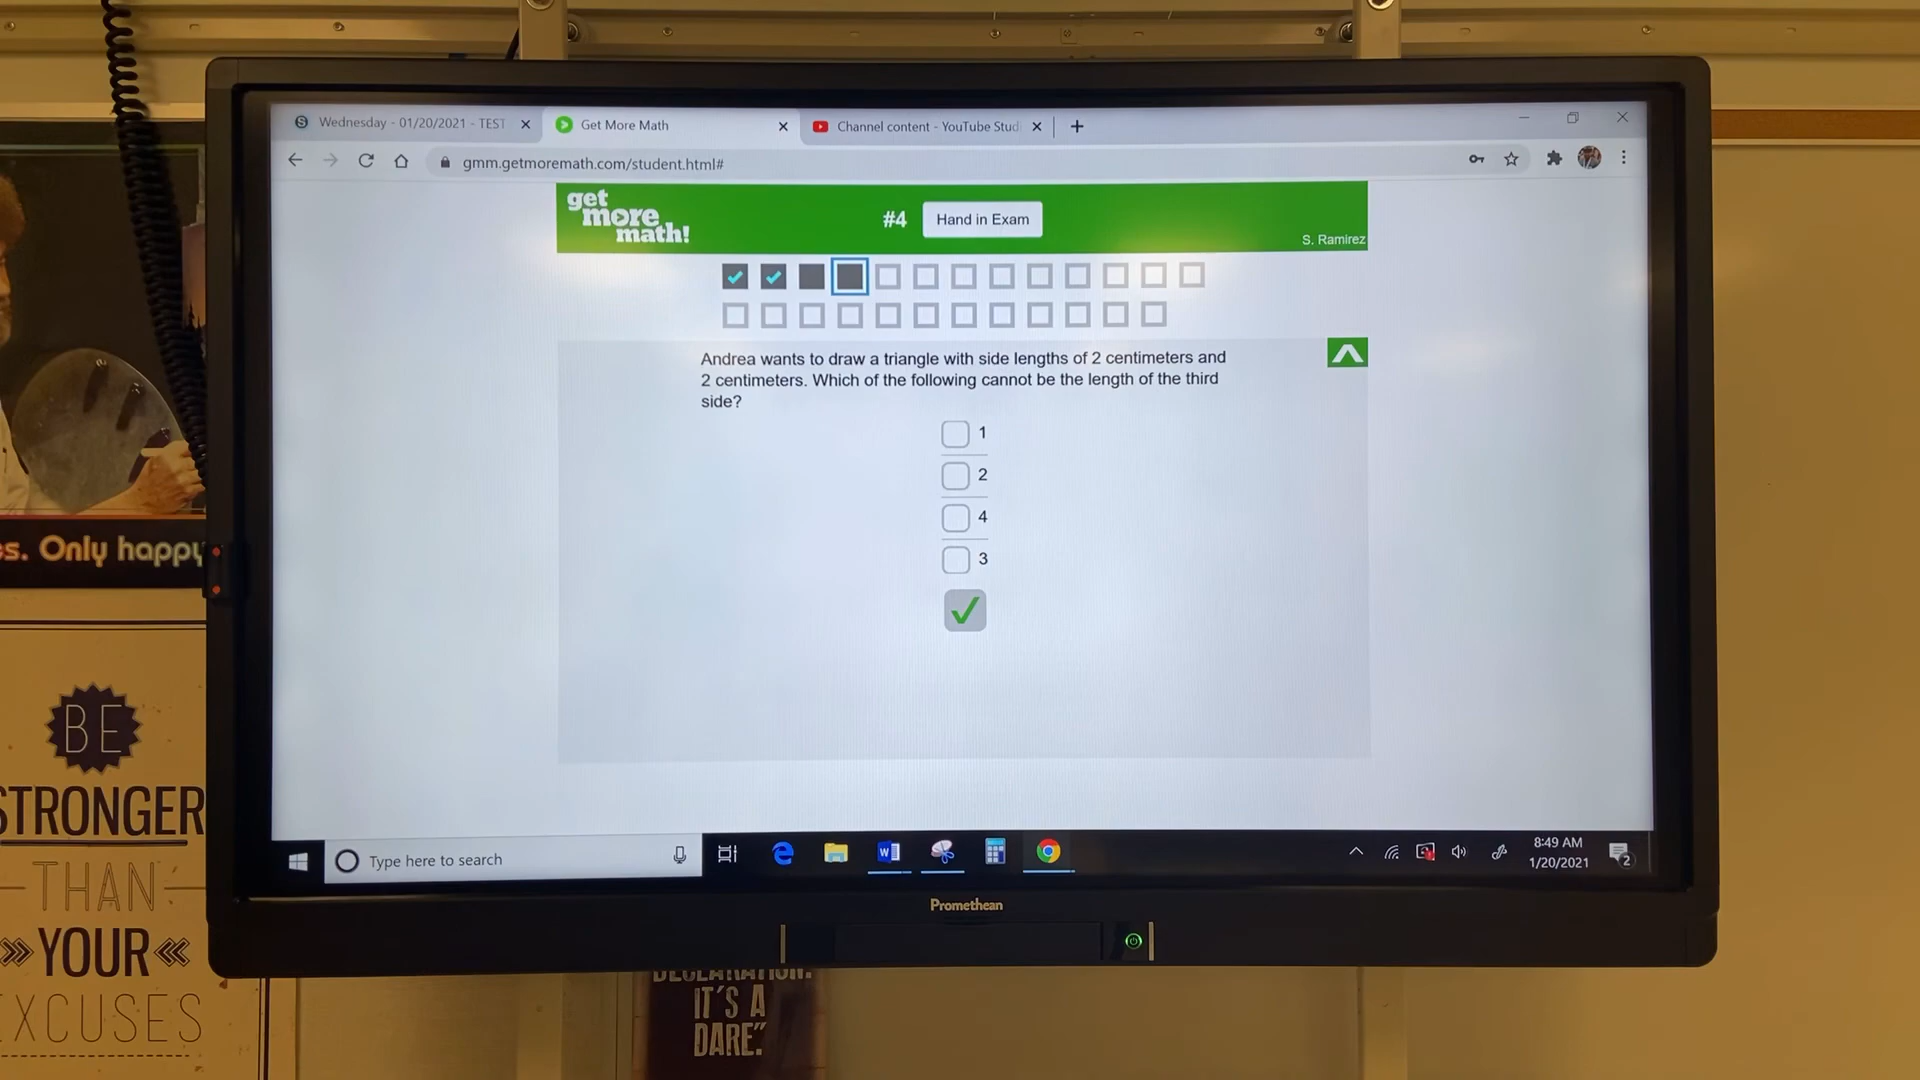 Wednesday - 01/20/2021 - TEST
Get More Math
Channel content - YouTube Stud
gmm.getmoremath.com/student.html#
get
more
math!
#4
Hand in Exam
S. Ramirez
Andrea wants to draw a triangle with side lengths of 2 centimeters and
2 centimeters. Which of the following cannot be the length of the third
side?
1
2
4
3
Type here to search
8:49 AM
1/20/2021
2
Promethean
s. Only happy
BE
STRONGER
THAN
YOUR
EXCUSES
DECLARATION.
IT'S A
DARE."